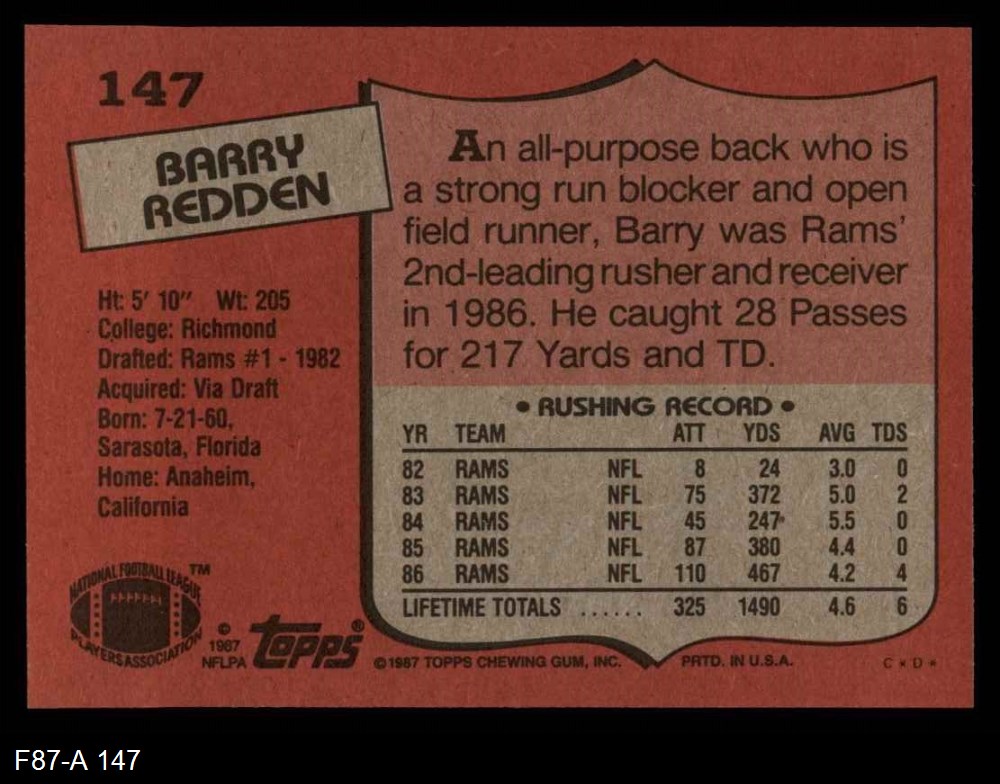 147
BARRY
REDDEN
Ht: 5' 10" Wt: 205
College: Richmond
Drafted: Rams #1 - 1982
Acquired: Via Draft
Born: 7-21-60,
Sarasota, Florida
Home: Anaheim,
California
An all-purpose back who is
a strong run blocker and open
field runner, Barry was Rams'
2nd-leading rusher and receiver
in 1986. He caught 28 Passes
for 217 Yards and TD.
• RUSHING RECORD •
YR TEAM ATT YDS AVG TDS
82 RAMS NFL 8 24 3.0 0
83 RAMS NFL 75 372 5.0 2
84 RAMS NFL 45 247 5.5 0
85 RAMS NFL 87 380 4.4 0
86 RAMS NFL 110 467 4.2 4
LIFETIME TOTALS ...... 325 1490 4.6 6
NATIONAL FOOTBALL LEAGUE ™
PLAYERS ASSOCIATION
© 1987 NFLPA
topps®
©1987 TOPPS CHEWING GUM, INC. PRTD. IN U.S.A. C*D*
F87-A 147